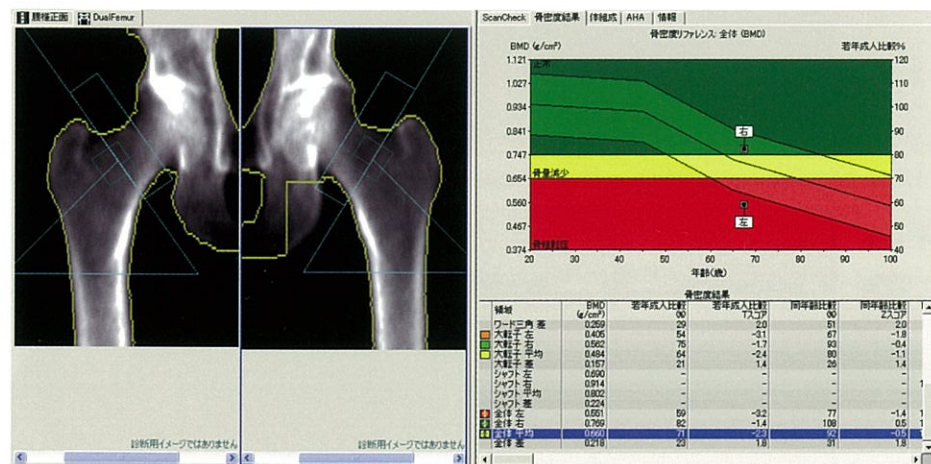 腰椎正面 DualFemur
診断用イメージではありません 診断用イメージではありません
ScanCheck 骨密度結果 体組成 AHA 情報
骨密度リファレンス: 全体 (BMD)
BMD (g/cm²) 若年成人比較%
1.121 正常 120
1.027 110
0.934 100
0.841 90
0.747 80
0.654 骨量減少 70
0.560 60
0.467 50
0.374 骨粗鬆症 40
右
左
20 30 40 50 60 70 80 90 100
年齢(歳)
骨密度結果
領域 BMD (g/cm²) 若年成人比較 (%) 若年成人比較 Tスコア 同年齢比較 (%) 同年齢比較 Zスコア
ワード三角 差 0.259 29 2.0 51 2.0
大転子 左 0.405 54 -3.1 67 -1.8
大転子 右 0.562 75 -1.7 93 -0.4
大転子 平均 0.484 64 -2.4 80 -1.1
大転子 差 0.157 21 1.4 26 1.4
シャフト 左 0.690 - - - -
シャフト 右 0.914 - - - -
シャフト 平均 0.802 - - - -
シャフト 差 0.224 - - - -
全体 左 0.551 59 -3.2 77 -1.4
全体 右 0.769 82 -1.4 108 0.5
全体 平均 0.660 71 -2.3 92 -0.5
全体 差 0.218 23 1.8 31 1.8